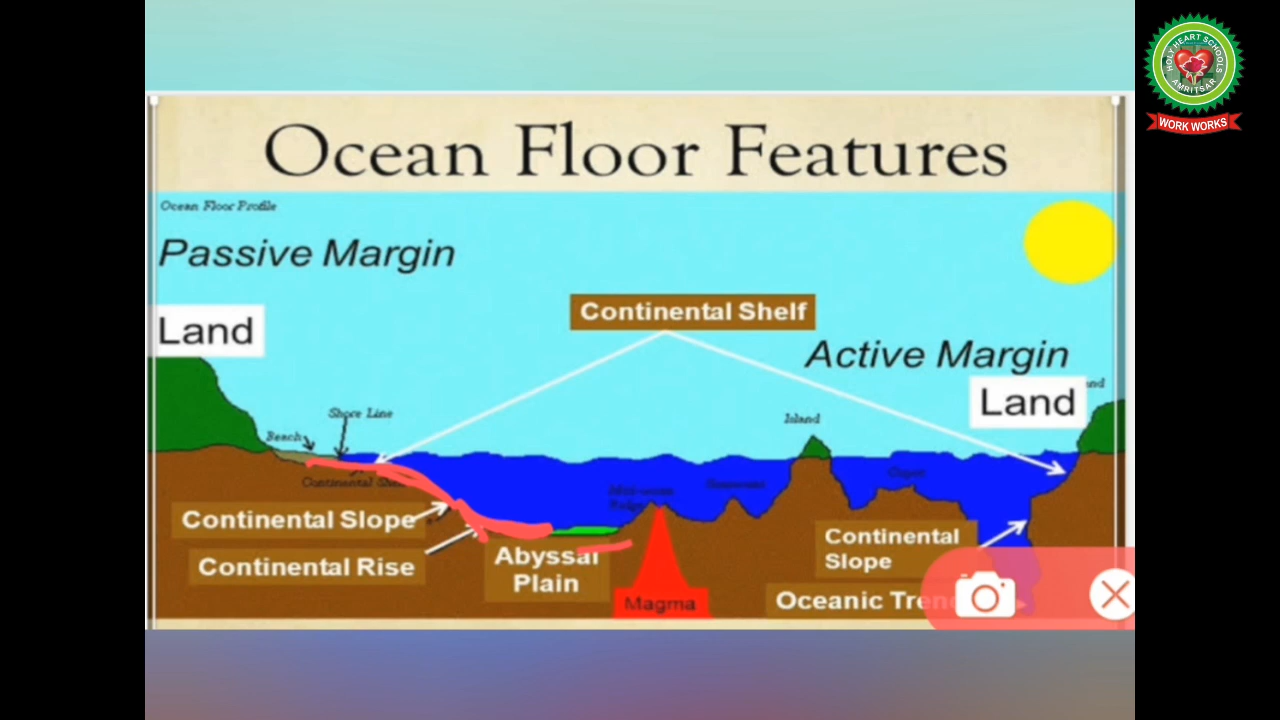 HOLY HEART SCHOOLS
AMRITSAR
WORK WORKS
Ocean Floor Features
Ocean Floor Profile
Passive Margin
Land
Continental Shelf
Active Margin
Land
Shore Line
Beach
Island
Continental
Continental Slope
Continental Rise
Abyssal
Plain
Magma
Continental
Slope
Oceanic